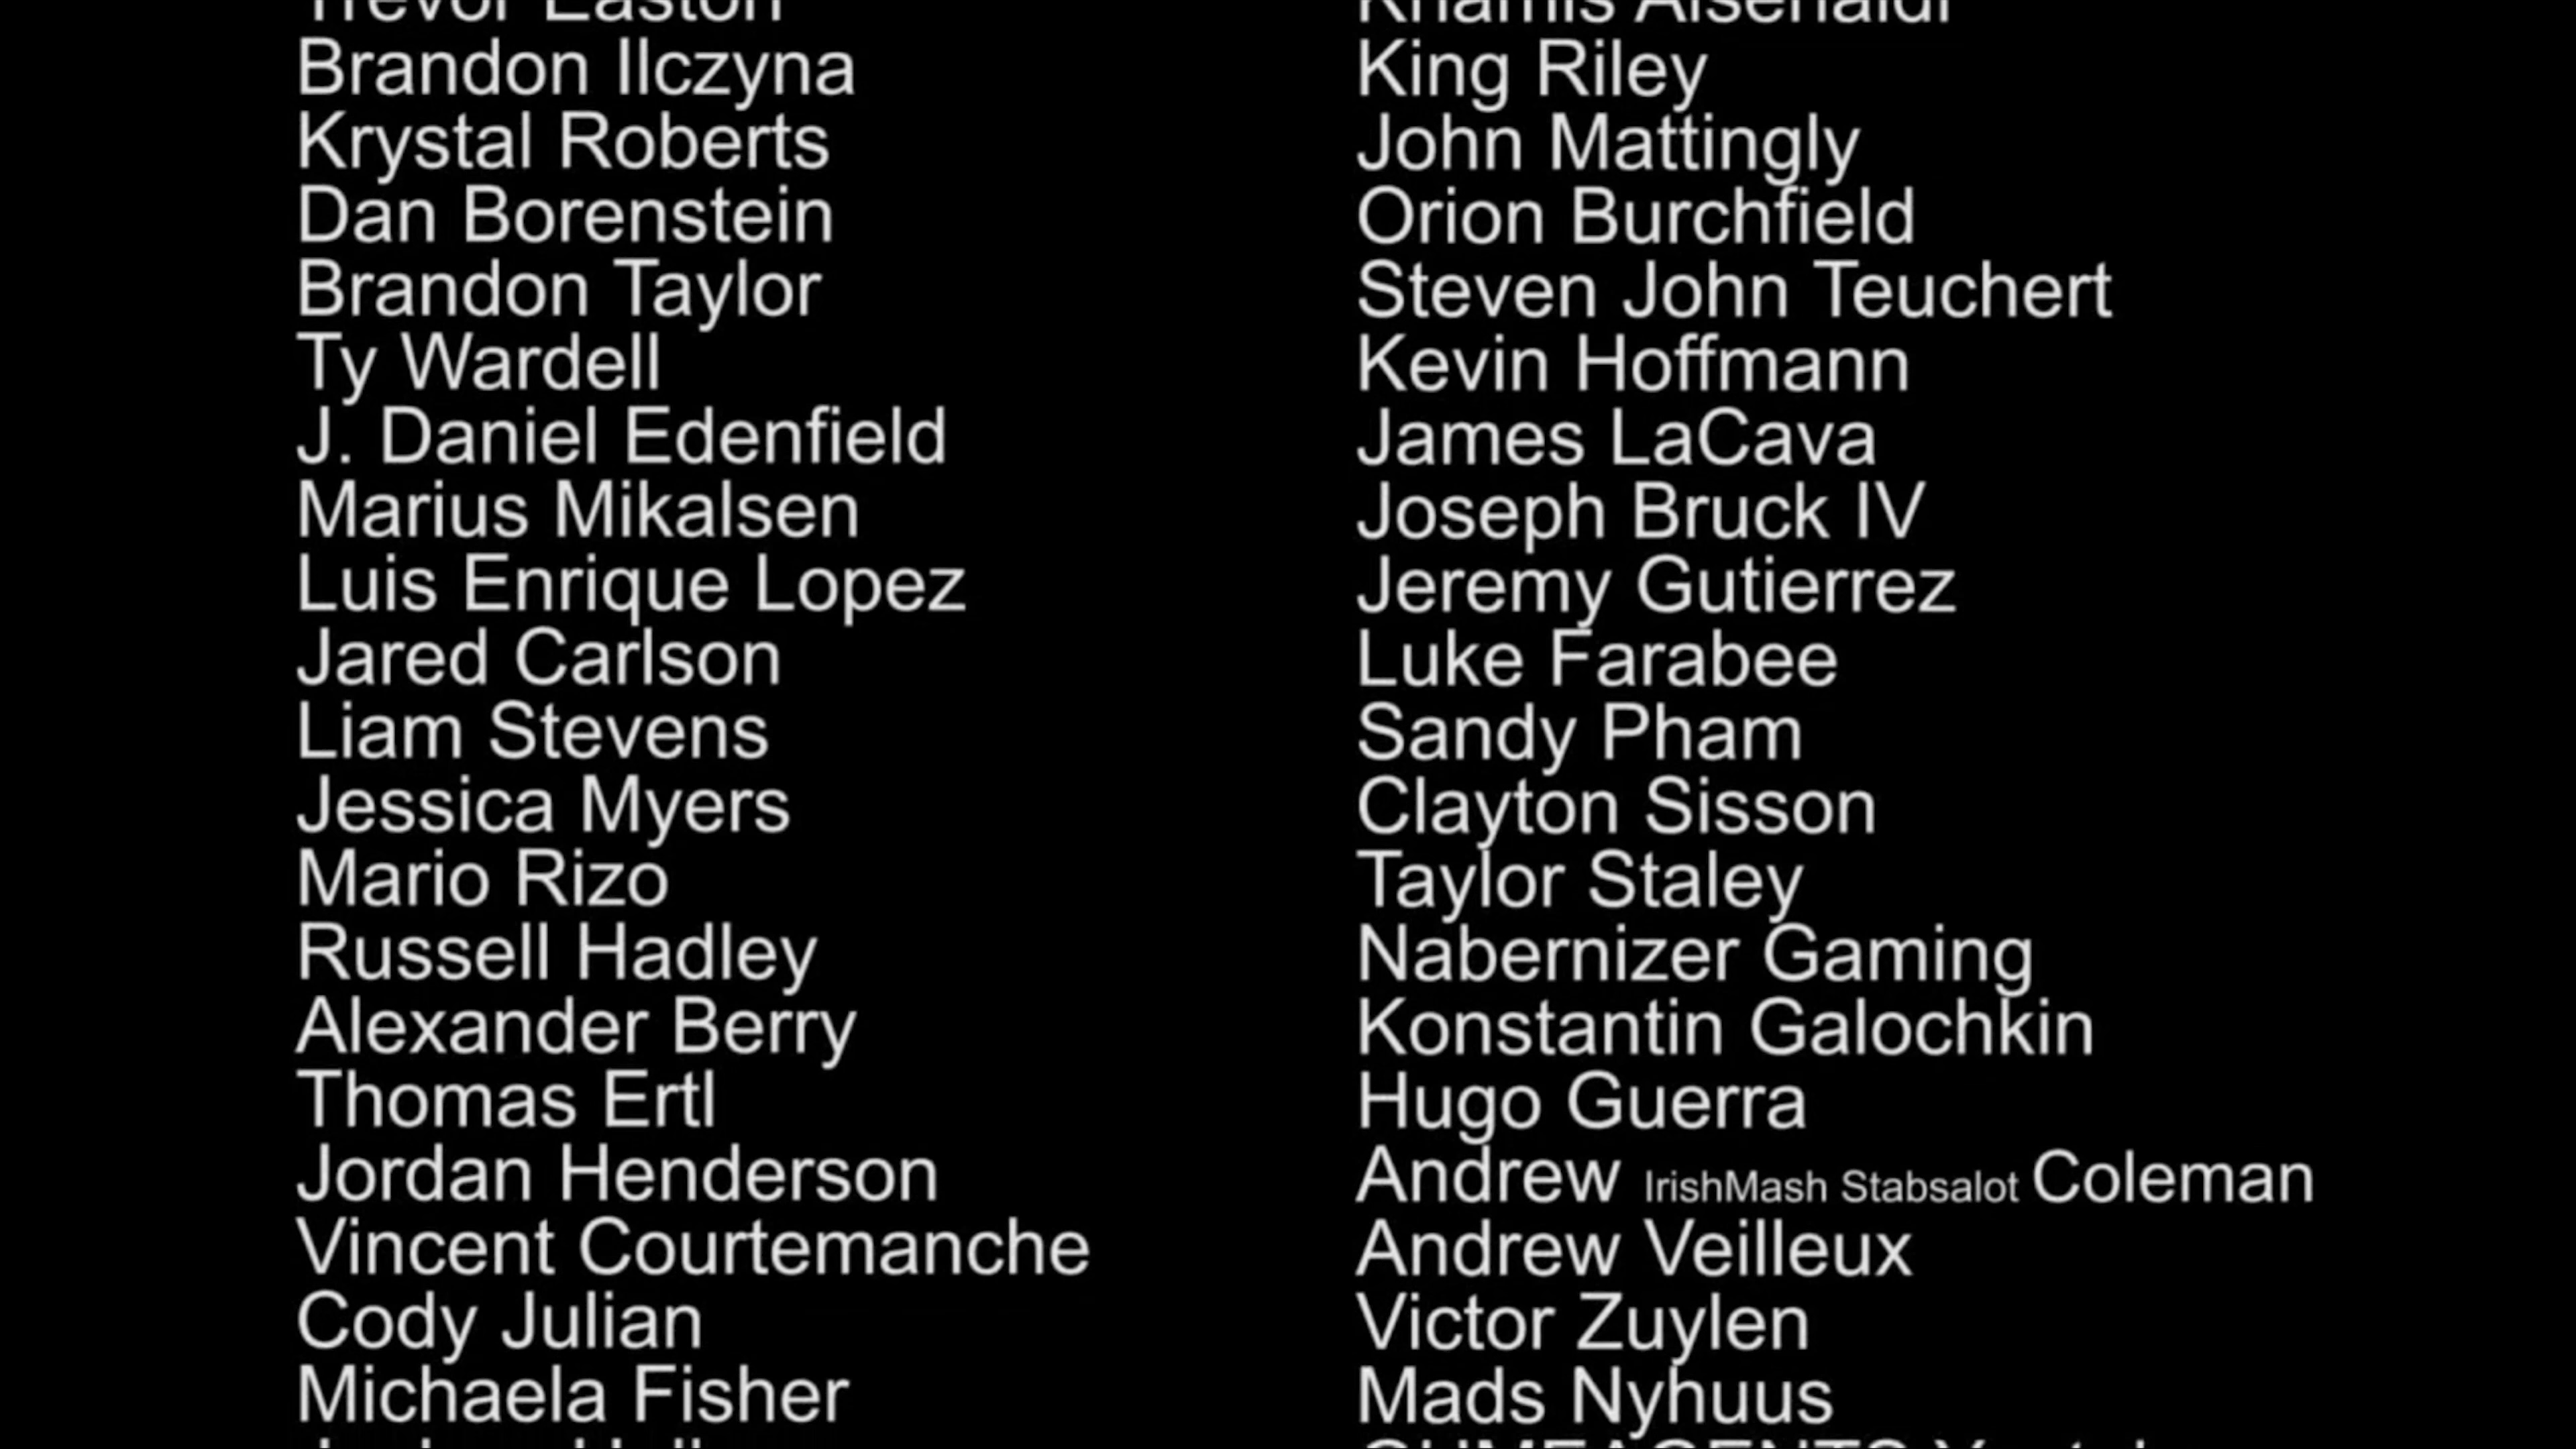 Trevor Easton
Brandon Ilczyna
Krystal Roberts
Dan Borenstein
Brandon Taylor
Ty Wardell
J. Daniel Edenfield
Marius Mikalsen
Luis Enrique Lopez
Jared Carlson
Liam Stevens
Jessica Myers
Mario Rizo
Russell Hadley
Alexander Berry
Thomas Ertl
Jordan Henderson
Vincent Courtemanche
Cody Julian
Michaela Fisher
King Riley
John Mattingly
Orion Burchfield
Steven John Teuchert
Kevin Hoffmann
James LaCava
Joseph Bruck IV
Jeremy Gutierrez
Luke Farabee
Sandy Pham
Clayton Sisson
Taylor Staley
Nabernizer Gaming
Konstantin Galochkin
Hugo Guerra
Andrew IrishMash Stabsalot Coleman
Andrew Veilleux
Victor Zuylen
Mads Nyhuus